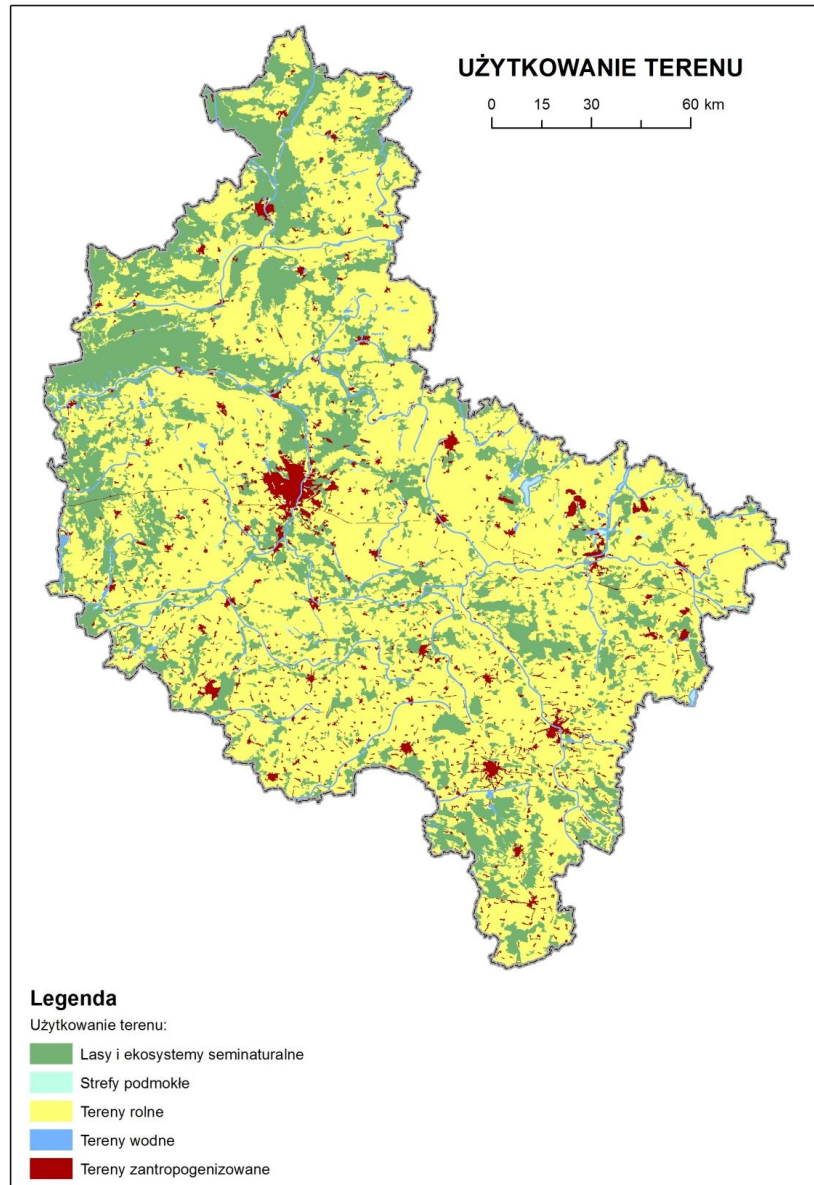 UŻYTKOWANIE TERENU
0 15 30 60 km
Legenda
Użytkowanie terenu:
Lasy i ekosystemy seminaturalne
Strefy podmokłe
Tereny rolne
Tereny wodne
Tereny zantropogenizowane